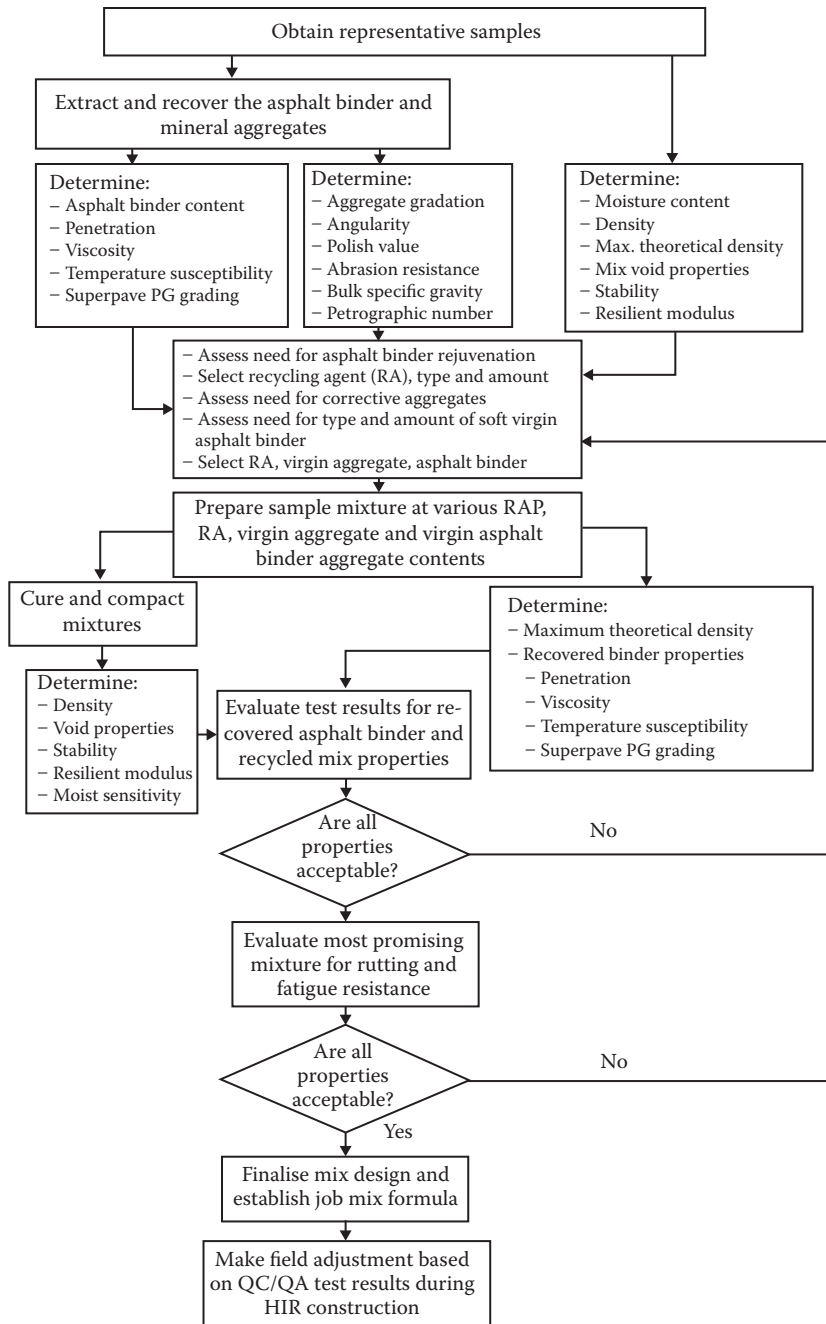 Obtain representative samples
Extract and recover the asphalt binder and
mineral aggregates
Determine:
– Asphalt binder content
– Penetration
– Viscosity
– Temperature susceptibility
– Superpave PG grading
Determine:
– Aggregate gradation
– Angularity
– Polish value
– Abrasion resistance
– Bulk specific gravity
– Petrographic number
Determine:
– Moisture content
– Density
– Max. theoretical density
– Mix void properties
– Stability
– Resilient modulus
– Assess need for asphalt binder rejuvenation
– Select recycling agent (RA), type and amount
– Assess need for corrective aggregates
– Assess need for type and amount of soft virgin
asphalt binder
– Select RA, virgin aggregate, asphalt binder
Prepare sample mixture at various RAP,
RA, virgin aggregate and virgin asphalt
binder aggregate contents
Cure and compact
mixtures
Determine:
– Density
– Void properties
– Stability
– Resilient modulus
– Moist sensitivity
Determine:
– Maximum theoretical density
– Recovered binder properties
– Penetration
– Viscosity
– Temperature susceptibility
– Superpave PG grading
Evaluate test results for re-
covered asphalt binder and
recycled mix properties
Are all
properties
acceptable?
No
Evaluate most promising
mixture for rutting and
fatigue resistance
Are all
properties
acceptable?
No
Yes
Finalise mix design and
establish job mix formula
Make field adjustment based
on QC/QA test results during
HIR construction